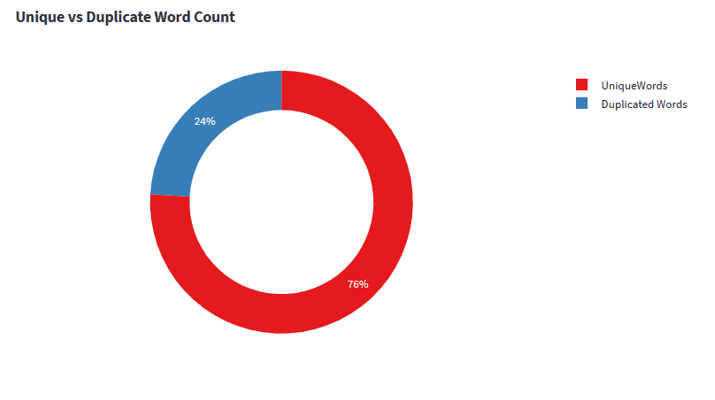 Unique vs Duplicate Word Count
UniqueWords
Duplicated Words
24%
76%